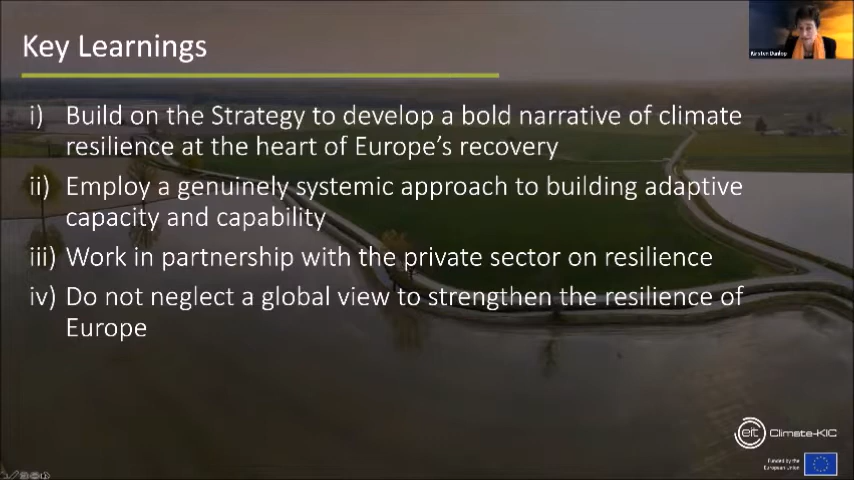 Key Learnings
Kirsten Dunlop
i) Build on the Strategy to develop a bold narrative of climate
resilience at the heart of Europe's recovery
ii) Employ a genuinely systemic approach to building adaptive
capacity and capability
iii) Work in partnership with the private sector on resilience
iv) Do not neglect a global view to strengthen the resilience of
Europe
eit Climate-KIC
Funded by the
European Union